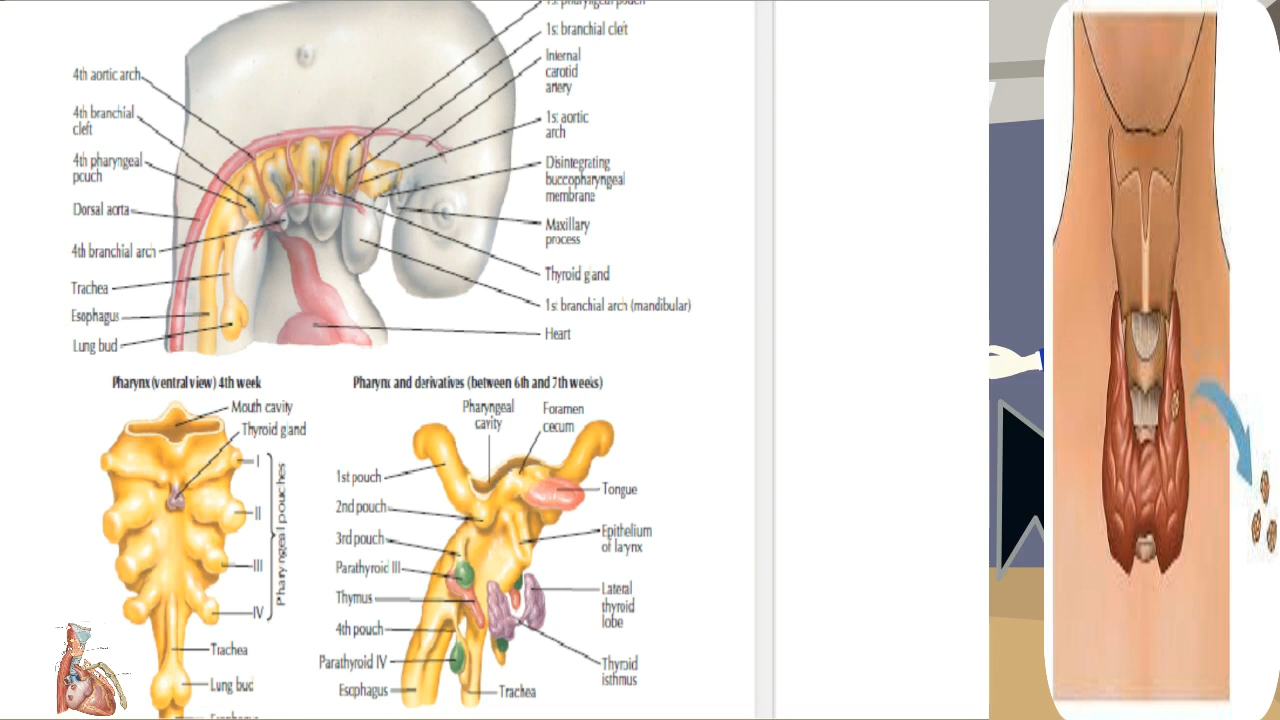 1st pharyngeal pouch
1st branchial cleft
Internal
carotid
artery
1st aortic
arch
Disintegrating
buccopharyngeal
membrane
Maxillary
process
Thyroid gland
1st branchial arch (mandibular)
Heart
4th aortic arch
4th branchial
cleft
4th pharyngeal
pouch
Dorsal aorta
4th branchial arch
Trachea
Esophagus
Lung bud
Pharynx (ventral view) 4th week
Mouth cavity
Thyroid gland
I
II
III
IV
Pharyngeal pouches
Trachea
Lung bud
Pharynx and derivatives (between 6th and 7th weeks)
Pharyngeal
cavity
Foramen
cecum
1st pouch
2nd pouch
3rd pouch
Parathyroid III
Thymus
4th pouch
Parathyroid IV
Esophagus
Tongue
Epithelium
of larynx
Lateral
thyroid
lobe
Thyroid
isthmus
Trachea